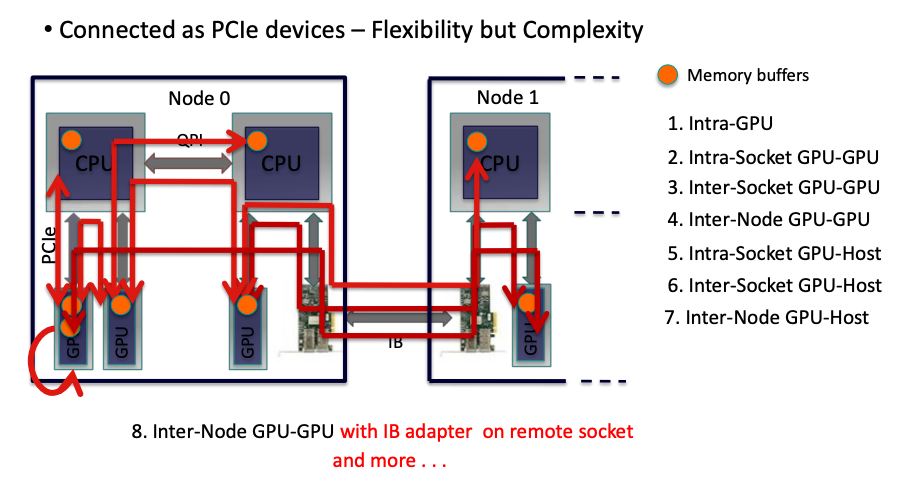 • Connected as PCIe devices – Flexibility but Complexity
Memory buffers
Node 0
Node 1
QPI
CPU
CPU
CPU
1. Intra-GPU
2. Intra-Socket GPU-GPU
3. Inter-Socket GPU-GPU
4. Inter-Node GPU-GPU
5. Intra-Socket GPU-Host
6. Inter-Socket GPU-Host
7. Inter-Node GPU-Host
PCIe
GPU
GPU
GPU
GPU
IB
8. Inter-Node GPU-GPU with IB adapter on remote socket
and more . . .